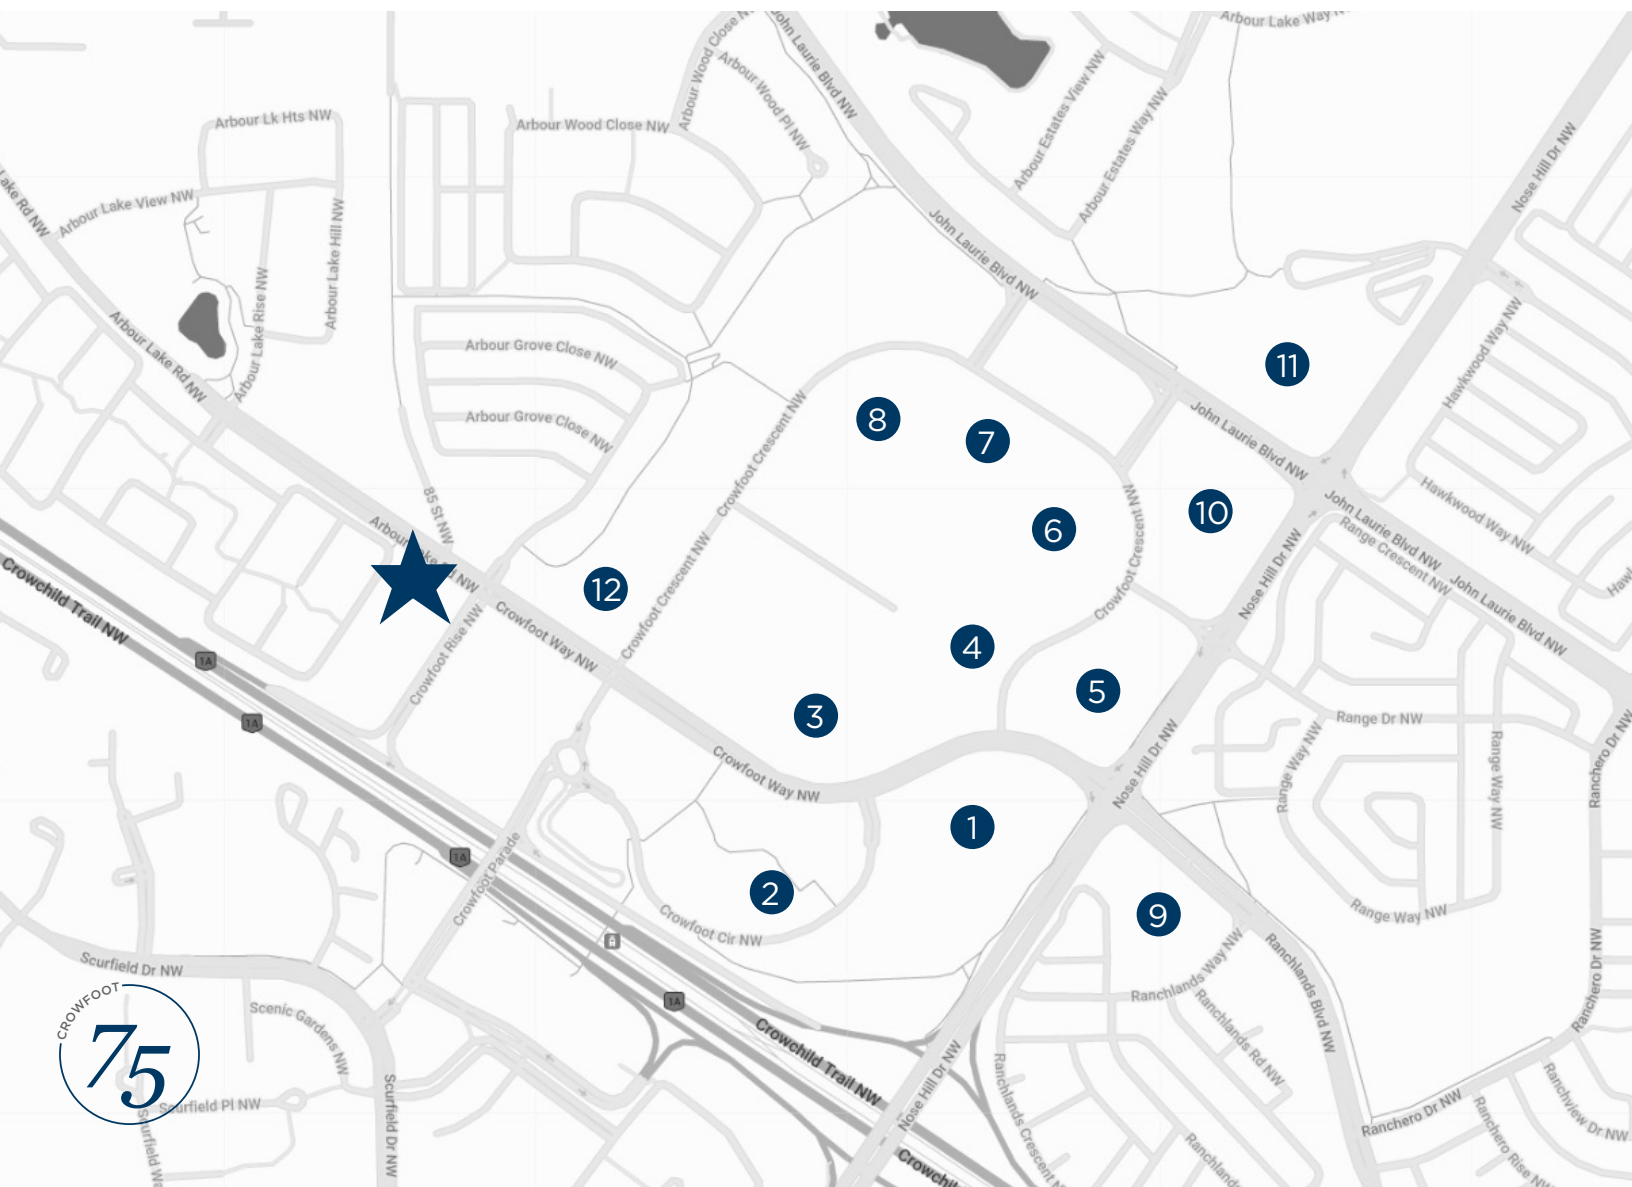 Arbour Lake Way N
John Laurie Blvd NW
Arbour Wood Close N
Arbour Wood Pl NW
Arbour Estates View NW
Arbour Estates Way NW
Nose Hill Dr NW
Arbour Lk Hts NW
Arbour Wood Close NW
Lake Rd NW
Arbour Lake View NW
Arbour Lake Hill NW
Arbour Lake Rise NW
John Laurie Blvd NW
Arbour Lake Rd NW
Arbour Grove Close NW
Arbour Grove Close NW
Hawkwood Way NW
11
8
7
Crowfoot Crescent NW
John Laurie Blvd NW
Hawkwood Way NW
85 St NW
10
6
Crowfoot Crescent NW
John Laurie Blvd NW
Range Crescent NW
John Laurie Blvd NW
Nose Hill Dr NW
Crowchild Trail NW
12
Crowfoot Crescent NW
Crowfoot Way NW
Crowfoot Rise NW
4
5
3
1A
1A
Range Dr NW
Range Way NW
Range Way NW
Ranchero Dr NW
Nose Hill Dr NW
Crowfoot Way NW
1
1A
Crowfoot Parade
2
Crowfoot Cir NW
9
Range Way NW
Ranchlands Way NW
Ranchlands Blvd NW
Ranchero Dr NW
Scurfield Dr NW
1A
Scenic Gardens NW
Ranchlands Rd NW
Crowchild Trail NW
Nose Hill Dr NW
CROWFOOT
75
Scurfield Pl NW
Scurfield Dr NW
Scurfield Wa
Ranchlands Crescent N
Ranchlands
Ranchero Dr NW
Ranchview Dr NW
Ranchero Rise NW
Crowchil